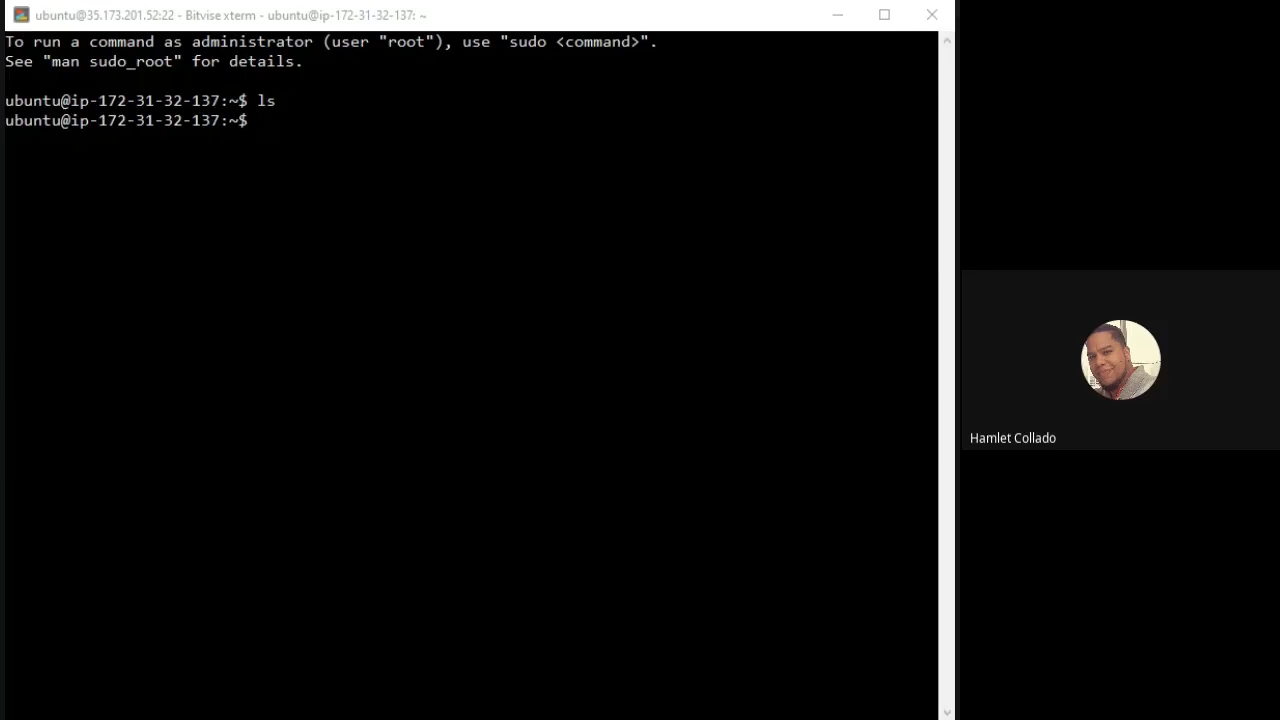 ubuntu@35.173.201.52:22 - Bitvise xterm - ubuntu@ip-172-31-32-137: ~
To run a command as administrator (user "root"), use "sudo <command>".
See "man sudo_root" for details.
ubuntu@ip-172-31-32-137:~$ ls
ubuntu@ip-172-31-32-137:~$
Hamlet Collado